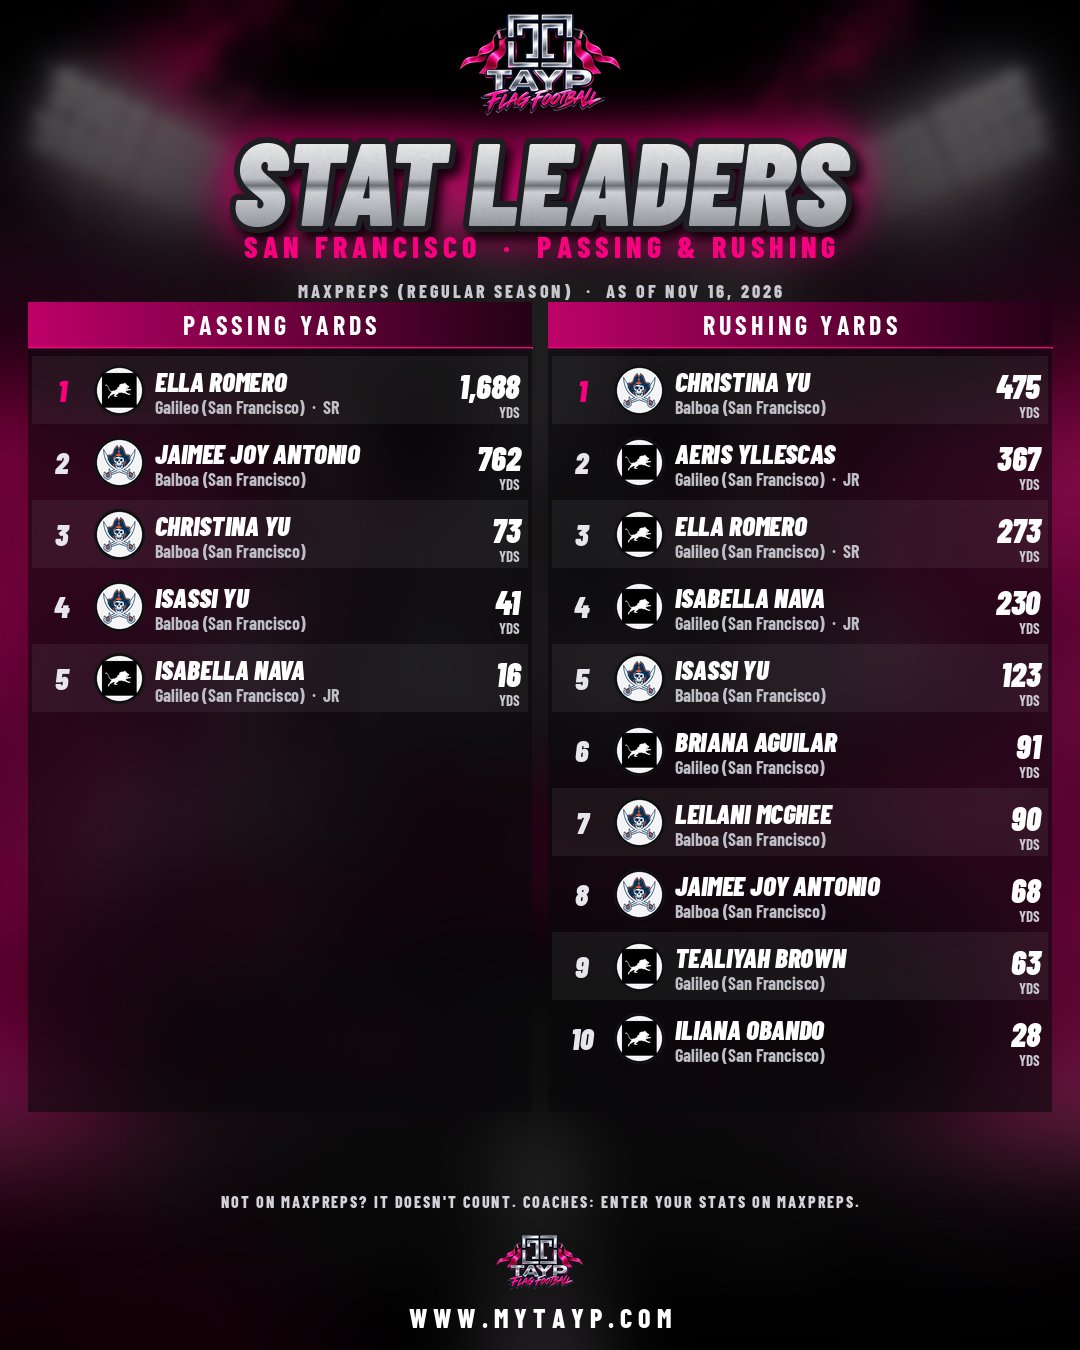 TAYP
FLAG FOOTBALL
STAT LEADERS
SAN FRANCISCO · PASSING & RUSHING
MAXPREPS (REGULAR SEASON) · AS OF NOV 16, 2026
PASSING YARDS
1 ELLA ROMERO 1,688
Galileo (San Francisco) · SR YDS
2 JAIMEE JOY ANTONIO 762
Balboa (San Francisco) YDS
3 CHRISTINA YU 73
Balboa (San Francisco) YDS
4 ISASSI YU 41
Balboa (San Francisco) YDS
5 ISABELLA NAVA 16
Galileo (San Francisco) · JR YDS
RUSHING YARDS
1 CHRISTINA YU 475
Balboa (San Francisco) YDS
2 AERIS YLLESCAS 367
Galileo (San Francisco) · JR YDS
3 ELLA ROMERO 273
Galileo (San Francisco) · SR YDS
4 ISABELLA NAVA 230
Galileo (San Francisco) · JR YDS
5 ISASSI YU 123
Balboa (San Francisco) YDS
6 BRIANA AGUILAR 91
Galileo (San Francisco) YDS
7 LEILANI MCGHEE 90
Balboa (San Francisco) YDS
8 JAIMEE JOY ANTONIO 68
Balboa (San Francisco) YDS
9 TEALIYAH BROWN 63
Galileo (San Francisco) YDS
10 ILIANA OBANDO 28
Galileo (San Francisco) YDS
NOT ON MAXPREPS? IT DOESN'T COUNT. COACHES: ENTER YOUR STATS ON MAXPREPS.
TAYP
FLAG FOOTBALL
WWW.MYTAYP.COM